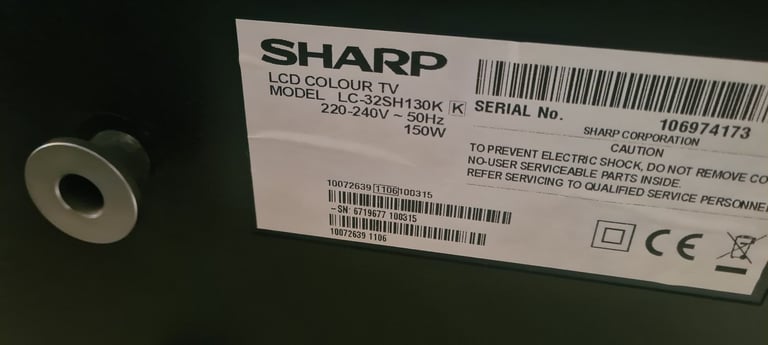 SHARP
LCD COLOUR TV
MODEL LC-32SH130K K
220-240V ~ 50Hz
150W
SERIAL No.
106974173
SHARP CORPORATION
CAUTION
TO PREVENT ELECTRIC SHOCK, DO NOT REMOVE CO
NO-USER SERVICEABLE PARTS INSIDE.
REFER SERVICING TO QUALIFIED SERVICE PERSONNE
10072639 1106 100315
-SN' 6719677 100315
10072639 1106
CE